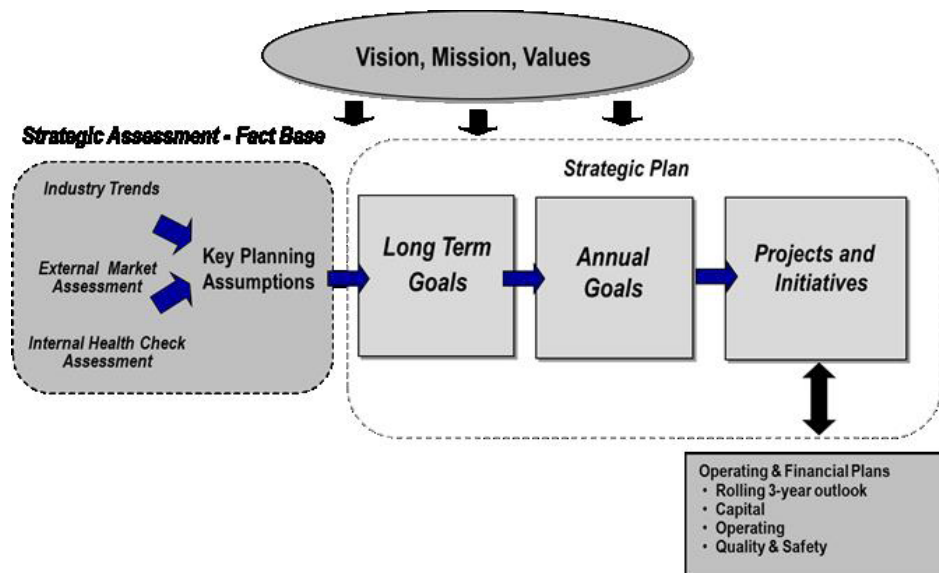 Vision, Mission, Values
Strategic Assessment - Fact Base
Industry Trends
External Market
Assessment
Internal Health Check
Assessment
Key Planning
Assumptions
Strategic Plan
Long Term
Goals
Annual
Goals
Projects and
Initiatives
Operating & Financial Plans
• Rolling 3-year outlook
• Capital
• Operating
• Quality & Safety